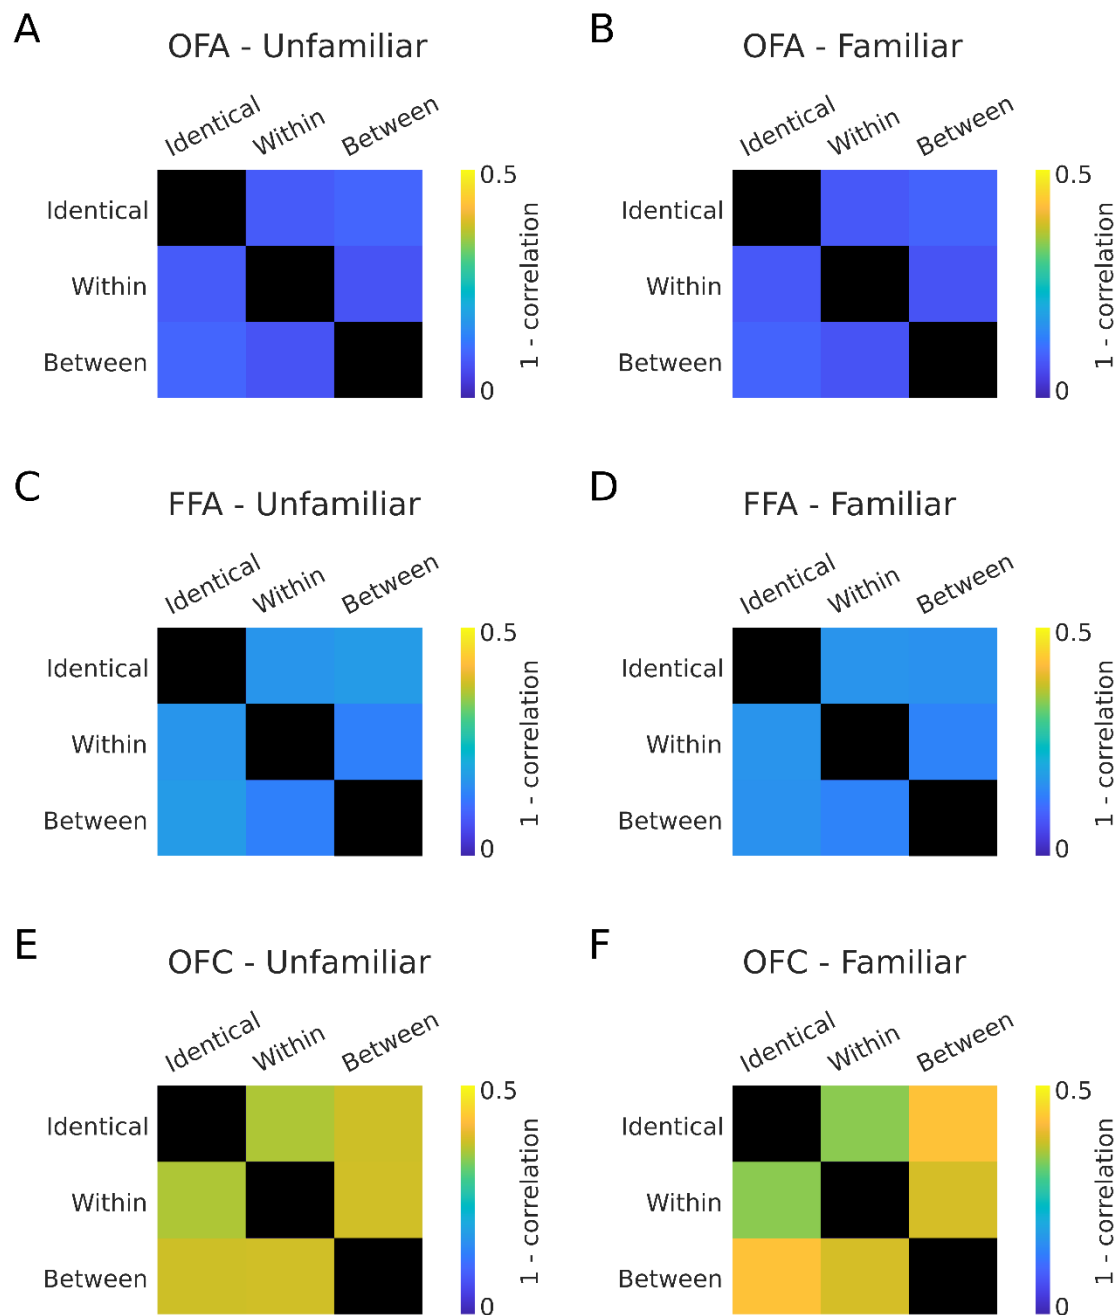 A
OFA - Unfamiliar
Identical
Within
Between
Identical
Within
Between
0.5
0
1 - correlation
B
OFA - Familiar
Identical
Within
Between
Identical
Within
Between
0.5
0
1 - correlation
C
FFA - Unfamiliar
Identical
Within
Between
Identical
Within
Between
0.5
0
1 - correlation
D
FFA - Familiar
Identical
Within
Between
Identical
Within
Between
0.5
0
1 - correlation
E
OFC - Unfamiliar
Identical
Within
Between
Identical
Within
Between
0.5
0
1 - correlation
F
OFC - Familiar
Identical
Within
Between
Identical
Within
Between
0.5
0
1 - correlation